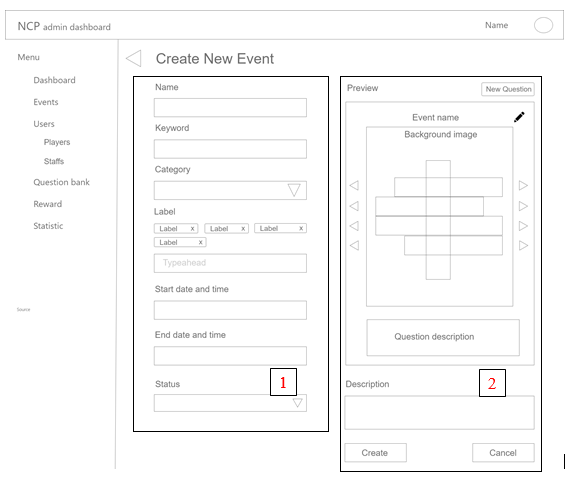 NCP admin dashboard
Name
Menu
Dashboard
Events
Users
Players
Staffs
Question bank
Reward
Statistic
Source
Create New Event
Name
Keyword
Category
Label
Label x Label x Label x
Label x
Typeahead
Start date and time
End date and time
Status
1
Preview
New Question
Event name
Background image
Question description
2
Description
Create
Cancel